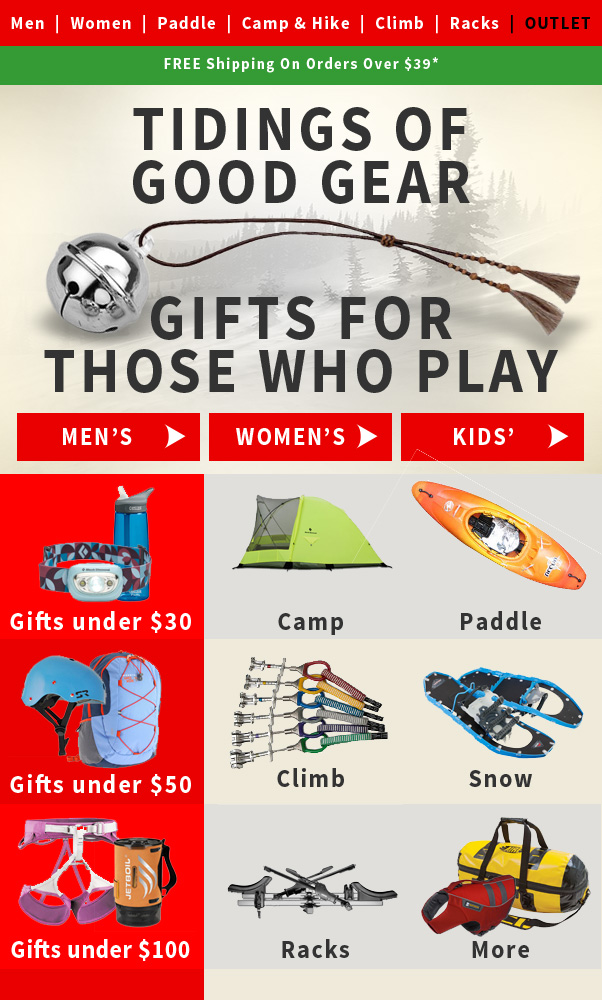 Men | Women | Paddle | Camp & Hike | Climb | Racks | OUTLET
FREE Shipping On Orders Over $39*
TIDINGS OF
GOOD GEAR
GIFTS FOR
THOSE WHO PLAY
MEN’S
WOMEN’S
KIDS’
Gifts under $30
Camp
Paddle
Gifts under $50
Climb
Snow
JETBOIL
Gifts under $100
Racks
More